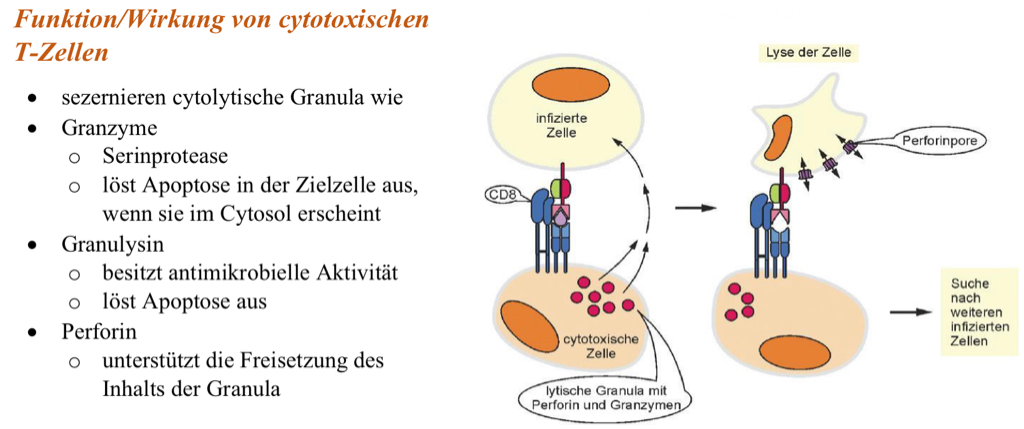 Funktion/Wirkung von cytotoxischen
T-Zellen
• sezernieren cytolytische Granula wie
• Granzyme
o Serinprotease
o löst Apoptose in der Zielzelle aus,
wenn sie im Cytosol erscheint
• Granulysin
o besitzt antimikrobielle Aktivität
o löst Apoptose aus
• Perforin
o unterstützt die Freisetzung des
Inhalts der Granula
infizierte
Zelle
CD8
cytotoxische
Zelle
lytische Granula mit
Perforin und Granzymen
Lyse der Zelle
Perforinpore
Suche
nach
weiteren
infizierten
Zellen